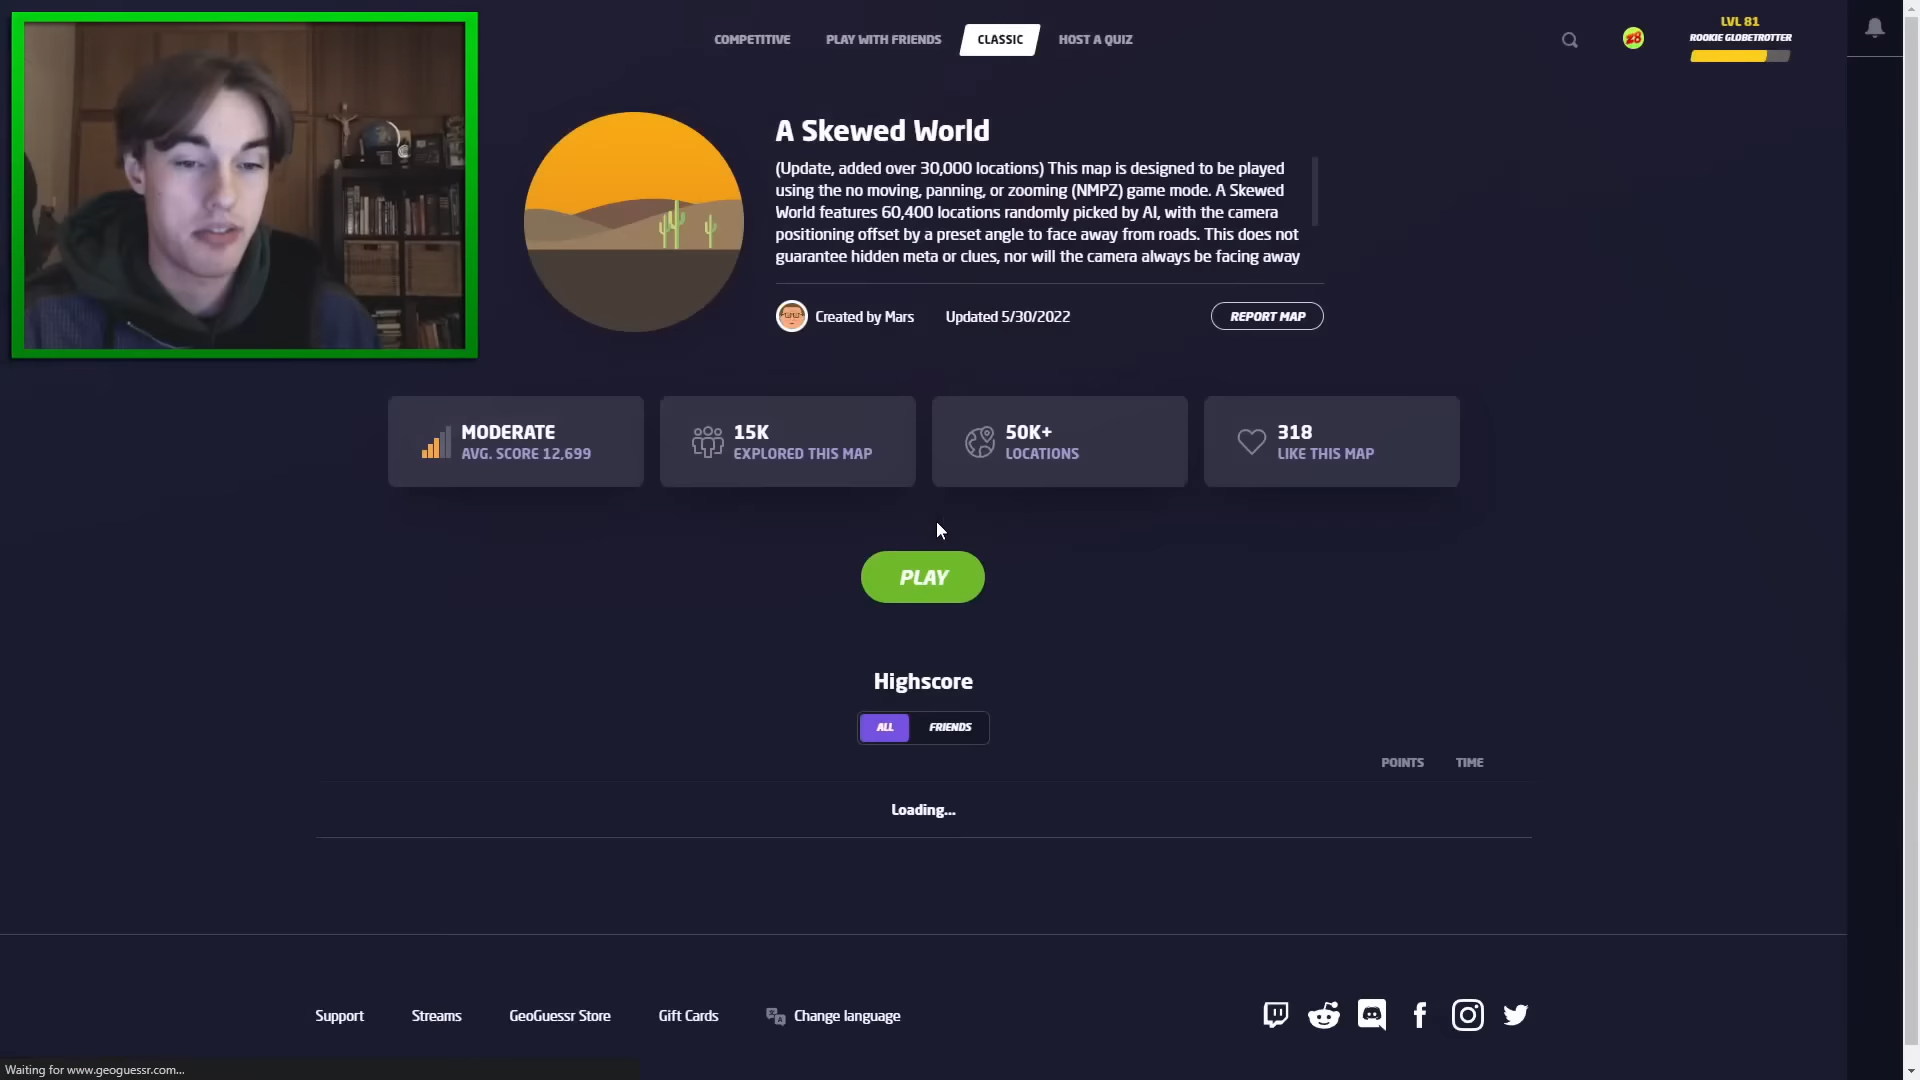 COMPETITIVE
PLAY WITH FRIENDS
CLASSIC
HOST A QUIZ
LVL 81
ROOKIE GLOBETROTTER
A Skewed World
(Update, added over 30,000 locations) This map is designed to be played
using the no moving, panning, or zooming (NMPZ) game mode. A Skewed
World features 60,400 locations randomly picked by AI, with the camera
positioning offset by a preset angle to face away from roads. This does not
guarantee hidden meta or clues, nor will the camera always be facing away
Created by Mars
Updated 5/30/2022
REPORT MAP
MODERATE
AVG. SCORE 12,699
15K
EXPLORED THIS MAP
50K+
LOCATIONS
318
LIKE THIS MAP
PLAY
Highscore
ALL
FRIENDS
POINTS
TIME
Loading...
Support
Streams
GeoGuessr Store
Gift Cards
Change language
Waiting for www.geoguessr.com...